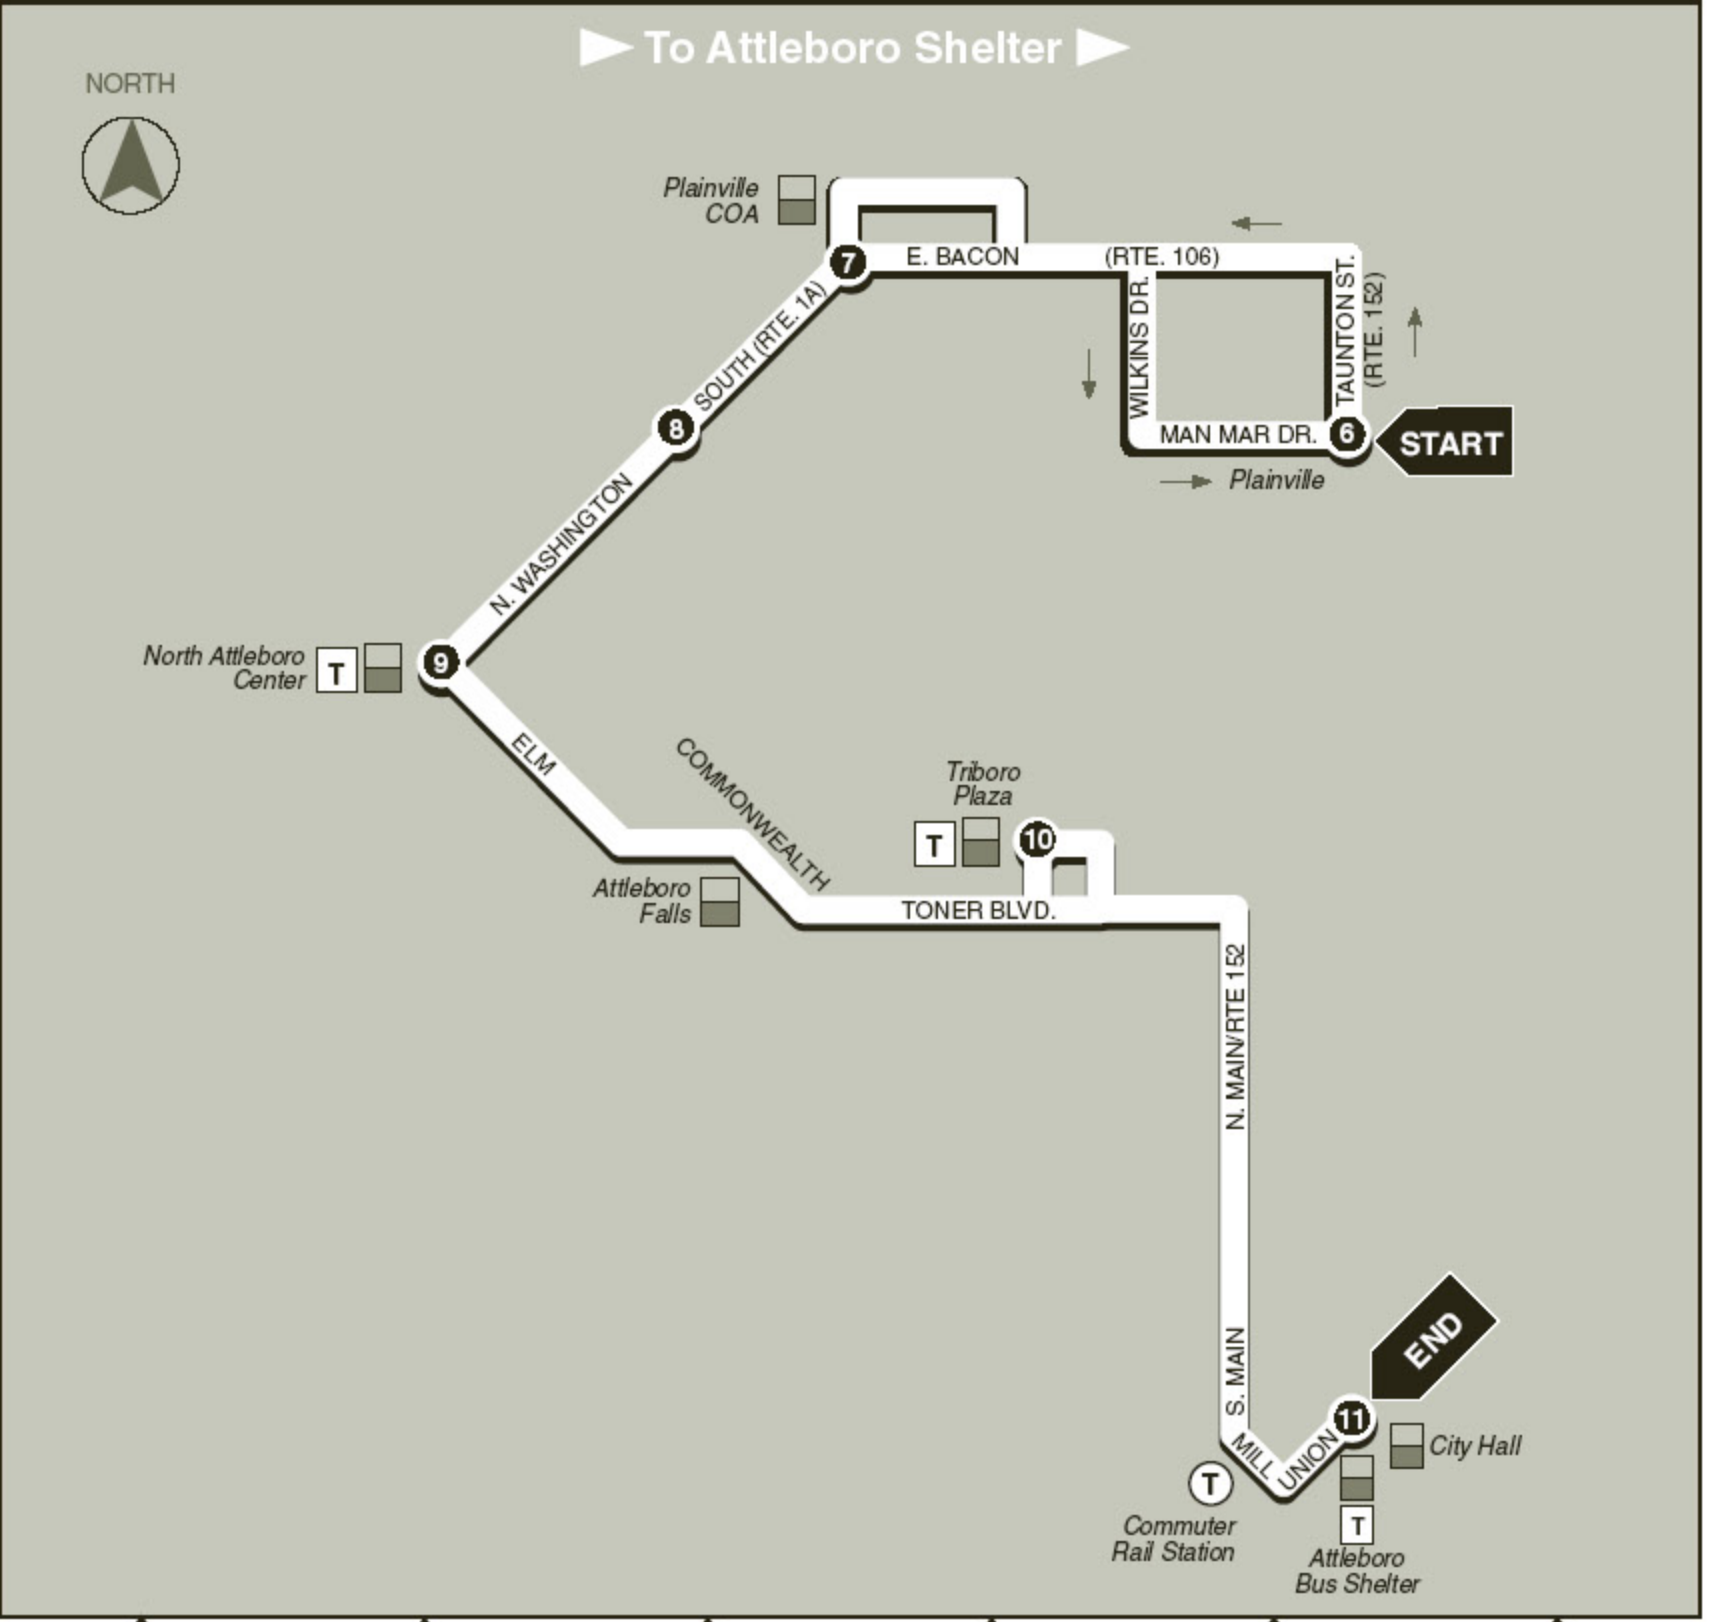 To Attleboro Shelter
NORTH
Plainville
COA
7
E. BACON
(RTE. 106)
TAUNTON ST.
(RTE. 152)
WILKINS DR.
MAN MAR DR.
6
START
Plainville
SOUTH (RTE. 1A)
8
N. WASHINGTON
North Attleboro
Center
T
9
ELM
COMMONWEALTH
Triboro
Plaza
T
10
Attleboro
Falls
TONER BLVD.
N. MAIN/RTE 152
S. MAIN
END
11
MILL
UNION
City Hall
T
Commuter
Rail Station
T
Attleboro
Bus Shelter